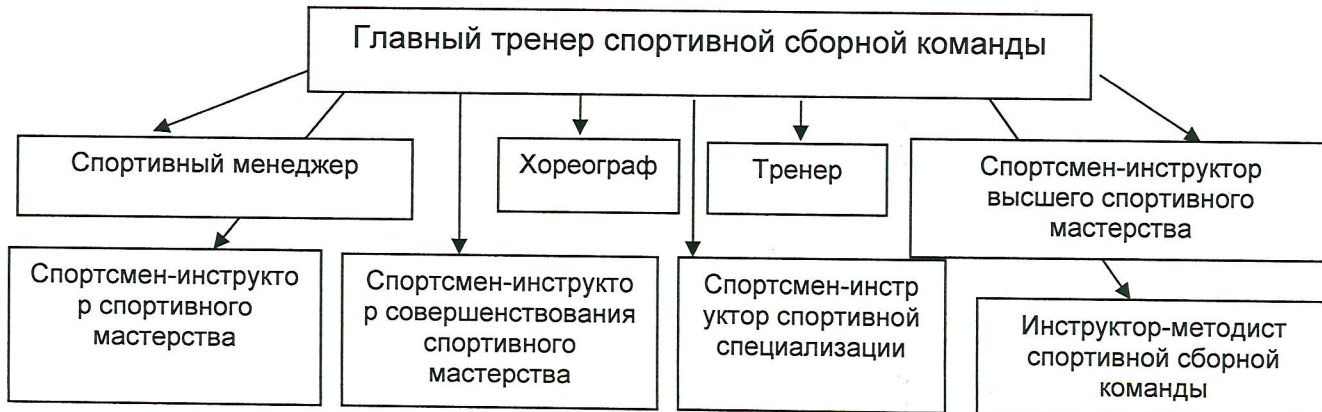 Главный тренер спортивной сборной команды
Спортивный менеджер
Хореограф
Тренер
Спортсмен-инструктор
высшего спортивного
мастерства
Спортсмен-инструкто
р спортивного
мастерства
Спортсмен-инструкто
р совершенствования
спортивного
мастерства
Спортсмен-инстр
уктор спортивной
специализации
Инструктор-методист
спортивной сборной
команды